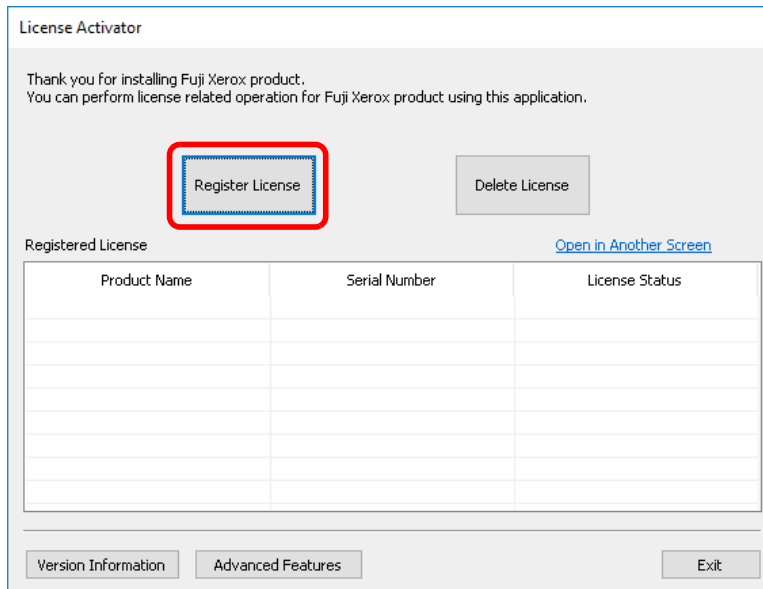 License Activator
Thank you for installing Fuji Xerox product.
You can perform license related operation for Fuji Xerox product using this application.
Register License
Delete License
Registered License
Open in Another Screen
Product Name
Serial Number
License Status
Version Information
Advanced Features
Exit